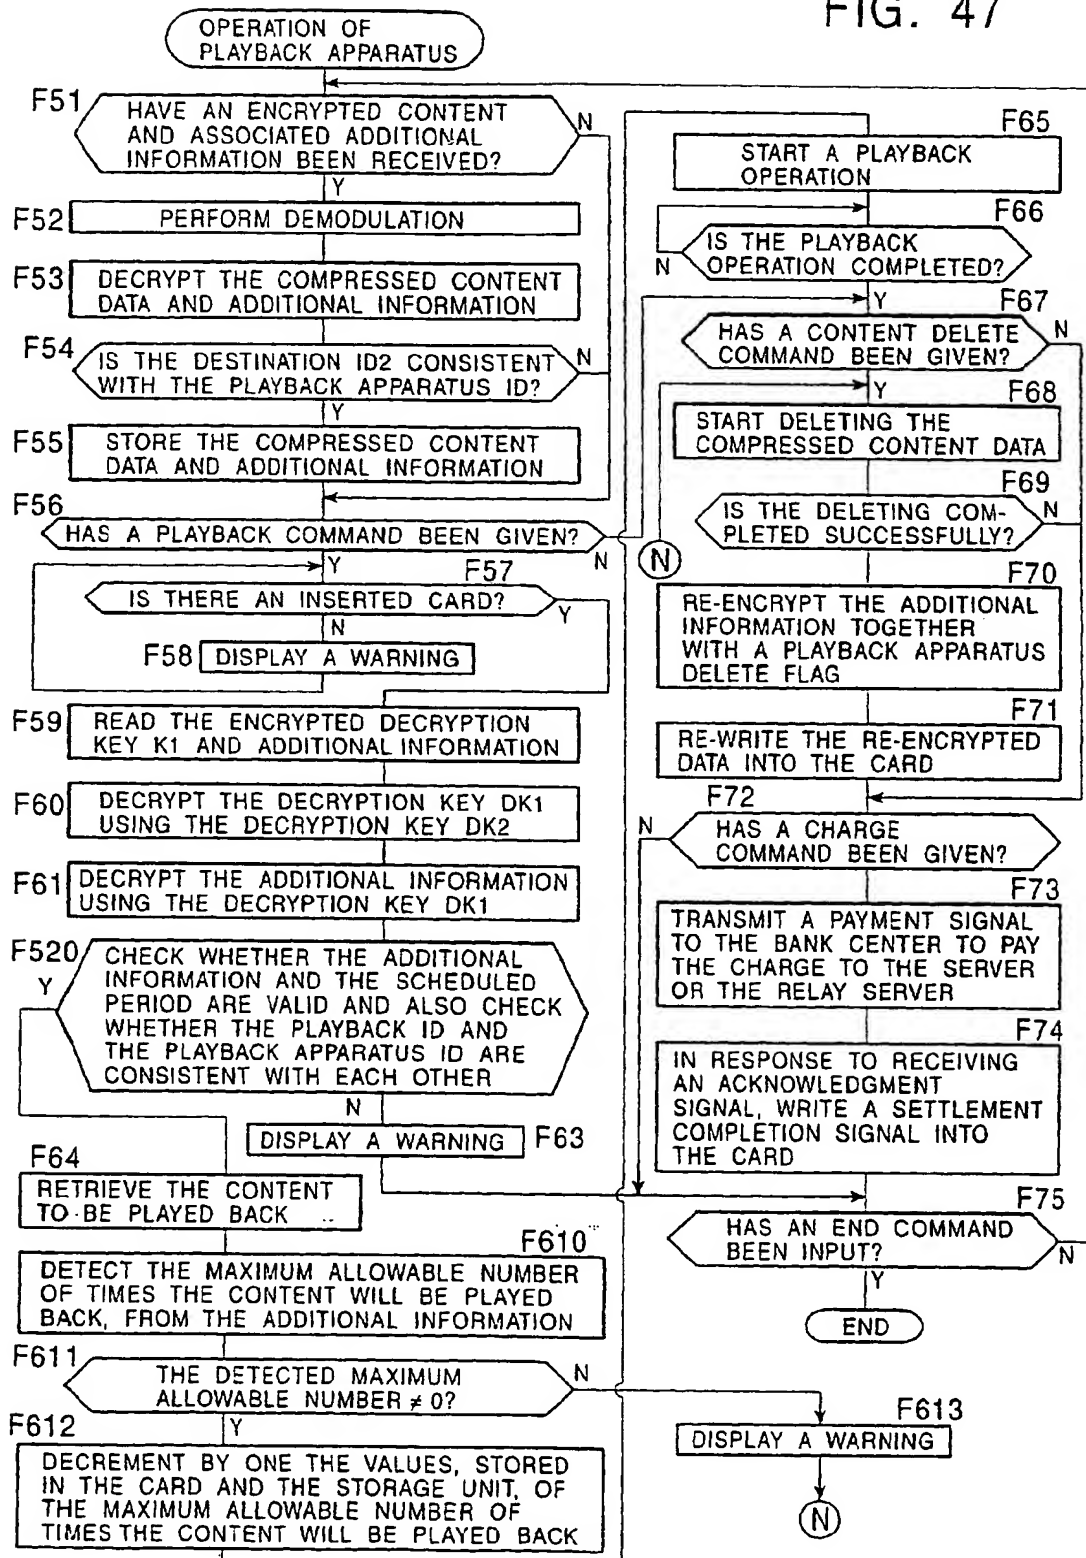 FIG. 47
OPERATION OF
PLAYBACK APPARATUS
F51
HAVE AN ENCRYPTED CONTENT
AND ASSOCIATED ADDITIONAL
INFORMATION BEEN RECEIVED?
N
Y
F52
PERFORM DEMODULATION
F53
DECRYPT THE COMPRESSED CONTENT
DATA AND ADDITIONAL INFORMATION
F54
IS THE DESTINATION ID2 CONSISTENT
WITH THE PLAYBACK APPARATUS ID?
N
Y
F55
STORE THE COMPRESSED CONTENT
DATA AND ADDITIONAL INFORMATION
F56
HAS A PLAYBACK COMMAND BEEN GIVEN?
N
Y
F57
IS THERE AN INSERTED CARD?
Y
N
F58
DISPLAY A WARNING
F59
READ THE ENCRYPTED DECRYPTION
KEY K1 AND ADDITIONAL INFORMATION
F60
DECRYPT THE DECRYPTION KEY DK1
USING THE DECRYPTION KEY DK2
F61
DECRYPT THE ADDITIONAL INFORMATION
USING THE DECRYPTION KEY DK1
F520
Y
CHECK WHETHER THE ADDITIONAL
INFORMATION AND THE SCHEDULED
PERIOD ARE VALID AND ALSO CHECK
WHETHER THE PLAYBACK ID AND
THE PLAYBACK APPARATUS ID ARE
CONSISTENT WITH EACH OTHER
N
DISPLAY A WARNING
F63
F64
RETRIEVE THE CONTENT
TO BE PLAYED BACK
F610
DETECT THE MAXIMUM ALLOWABLE NUMBER
OF TIMES THE CONTENT WILL BE PLAYED
BACK, FROM THE ADDITIONAL INFORMATION
F611
THE DETECTED MAXIMUM
ALLOWABLE NUMBER ≠ 0?
N
Y
F612
DECREMENT BY ONE THE VALUES, STORED
IN THE CARD AND THE STORAGE UNIT, OF
THE MAXIMUM ALLOWABLE NUMBER OF
TIMES THE CONTENT WILL BE PLAYED BACK
F65
START A PLAYBACK
OPERATION
F66
IS THE PLAYBACK
OPERATION COMPLETED?
N
Y
F67
HAS A CONTENT DELETE
COMMAND BEEN GIVEN?
N
Y
F68
START DELETING THE
COMPRESSED CONTENT DATA
F69
IS THE DELETING COM-
PLETED SUCCESSFULLY?
N
N
F70
RE-ENCRYPT THE ADDITIONAL
INFORMATION TOGETHER
WITH A PLAYBACK APPARATUS
DELETE FLAG
F71
RE-WRITE THE RE-ENCRYPTED
DATA INTO THE CARD
F72
N
HAS A CHARGE
COMMAND BEEN GIVEN?
F73
TRANSMIT A PAYMENT SIGNAL
TO THE BANK CENTER TO PAY
THE CHARGE TO THE SERVER
OR THE RELAY SERVER
F74
IN RESPONSE TO RECEIVING
AN ACKNOWLEDGMENT
SIGNAL, WRITE A SETTLEMENT
COMPLETION SIGNAL INTO
THE CARD
F75
HAS AN END COMMAND
BEEN INPUT?
N
Y
END
F613
DISPLAY A WARNING
N